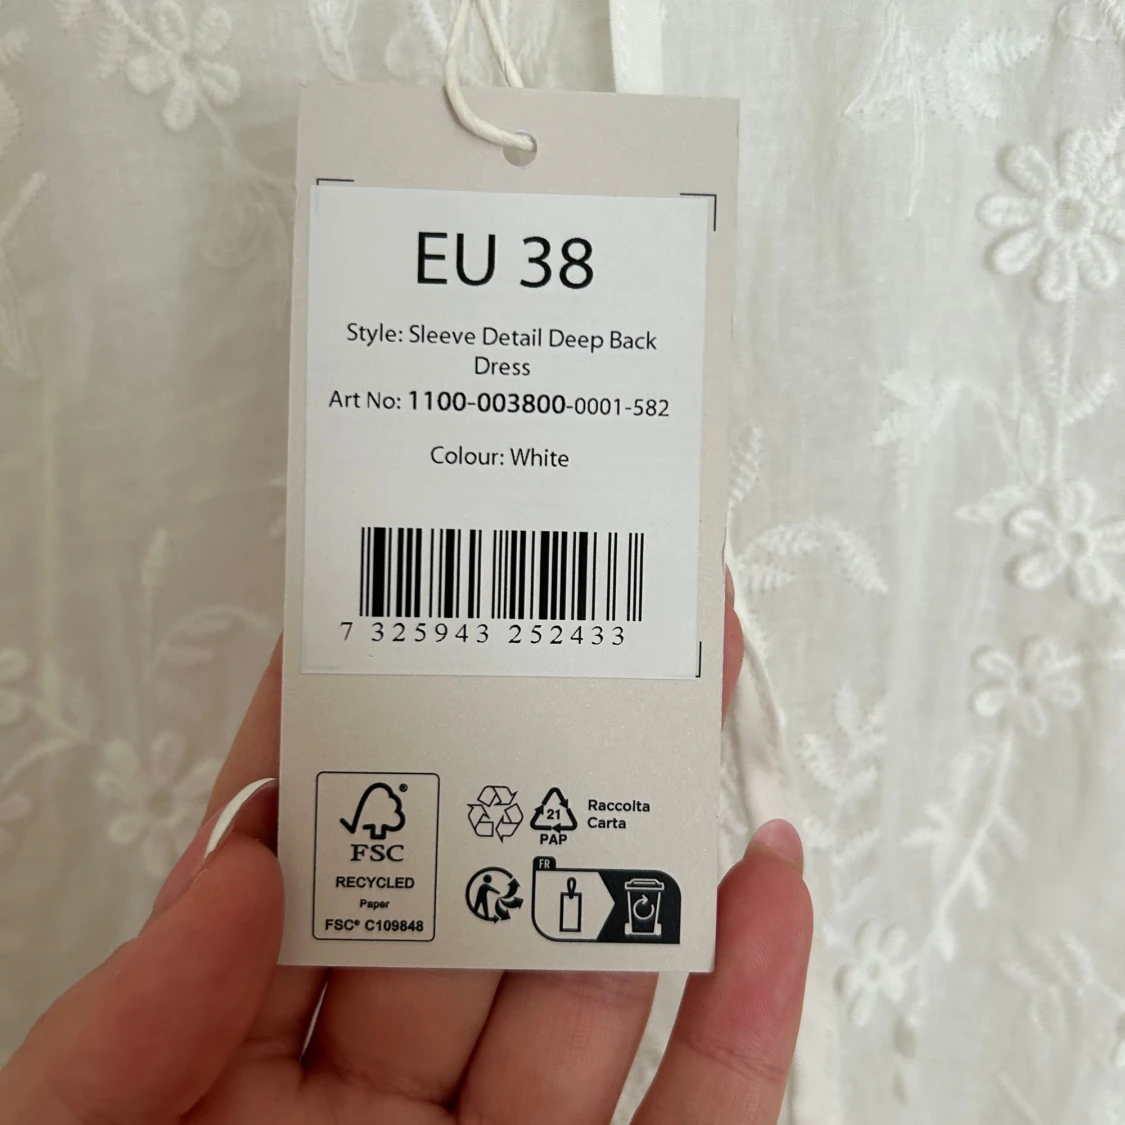 EU 38
Style: Sleeve Detail Deep Back
Dress
Art No: 1100-003800-0001-582
Colour: White
7 325943 252433
FSC®
RECYCLED
Paper
FSC® C109848
21
PAP
Raccolta
Carta
FR